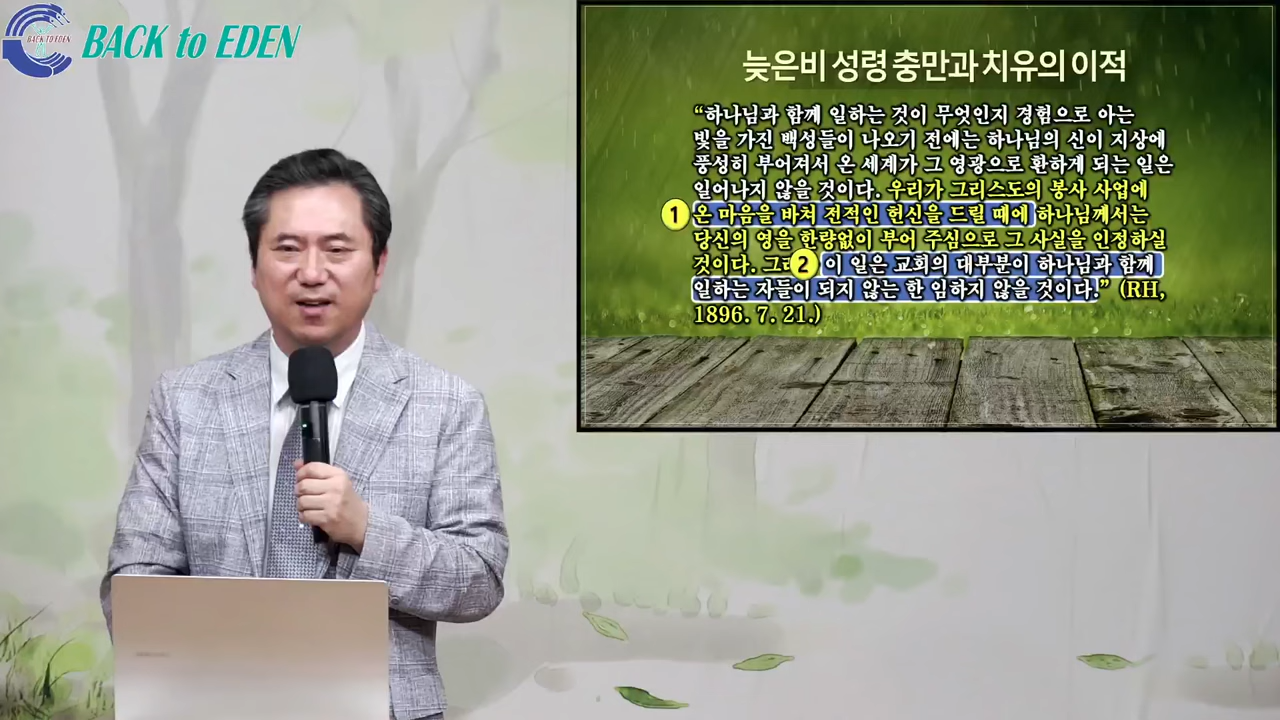 BACK TO EDEN
BACK to EDEN
늦은비 성령 충만과 치유의 이적
“하나님과 함께 일하는 것이 무엇인지 경험으로 아는
빛을 가진 백성들이 나오기 전에는 하나님의 신이 지상에
풍성히 부어져서 온 세계가 그 영광으로 환하게 되는 일은
일어나지 않을 것이다. 우리가 그리스도의 봉사 사업에
1 온 마음을 바쳐 전적인 헌신을 드릴 때에 하나님께서는
당신의 영을 한량없이 부어 주심으로 그 사실을 인정하실
것이다. 그러 2 이 일은 교회의 대부분이 하나님과 함께
일하는 자들이 되지 않는 한 임하지 않을 것이다.” (RH,
1896. 7. 21.)